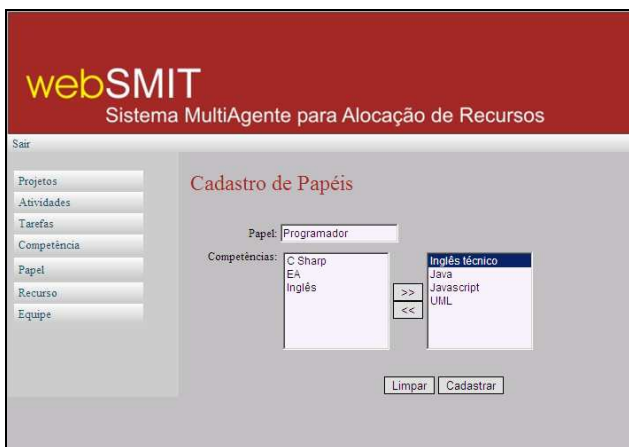 webSMIT
Sistema MultiAgente para Alocação de Recursos
Sair
Projetos
Atividades
Tarefas
Competência
Papel
Recurso
Equipe
Cadastro de Papéis
Papel: Programador
Competências:
C Sharp
EA
Inglês
>>
<<
Inglês técnico
Java
Javascript
UML
Limpar Cadastrar